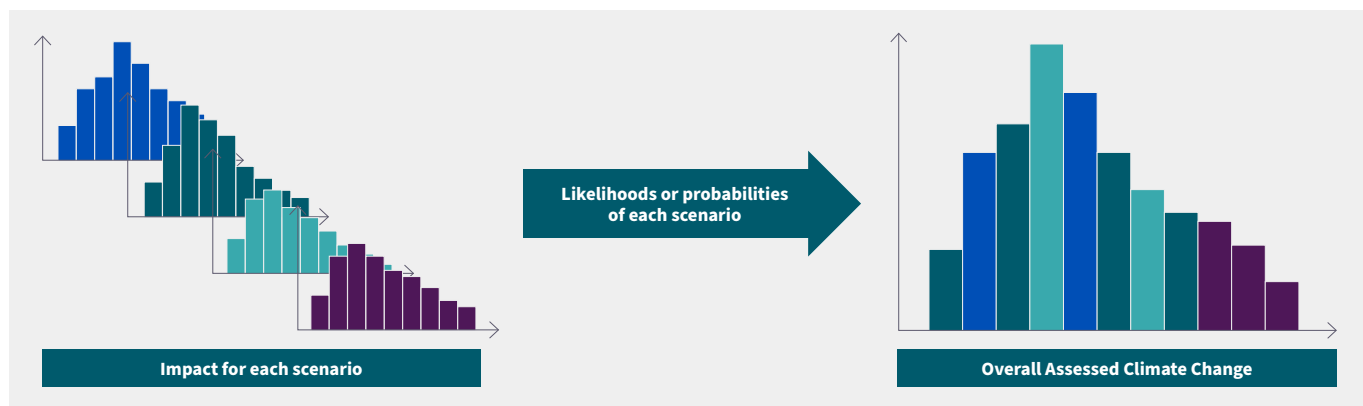 Likelihoods or probabilities
of each scenario
Impact for each scenario
Overall Assessed Climate Change